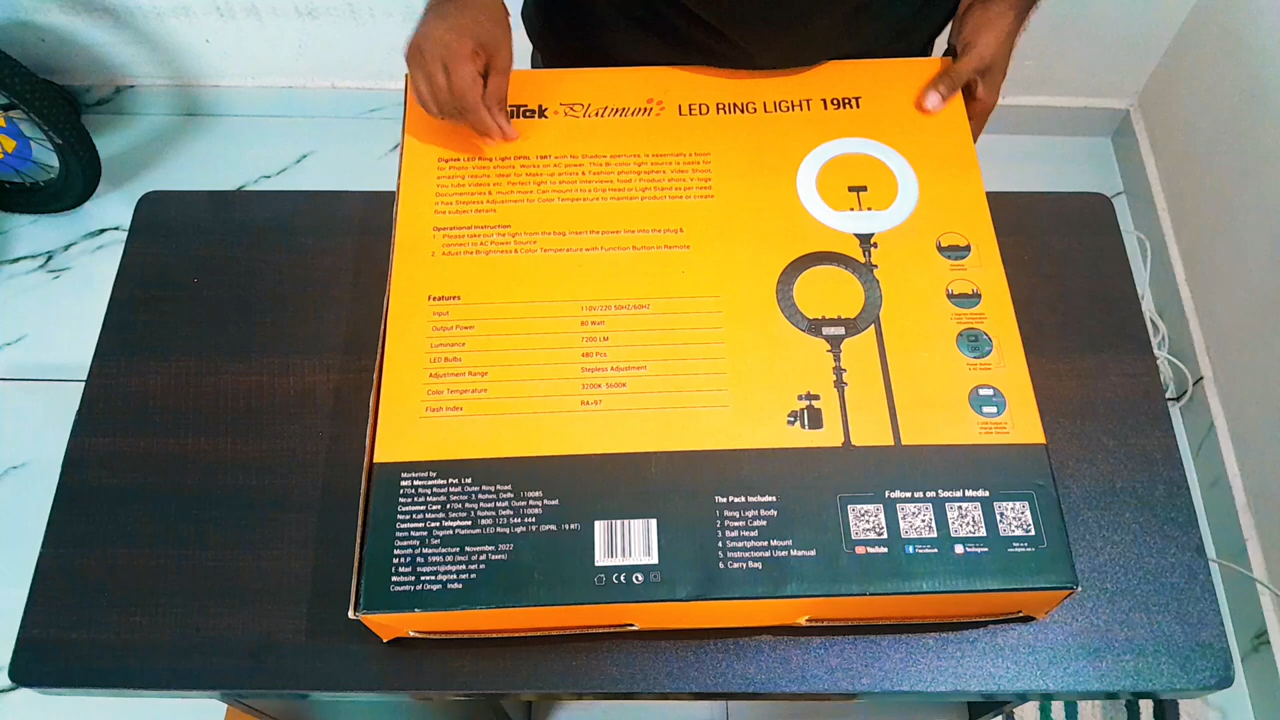 iTek Platinum LED RING LIGHT 19RT
Digitek LED Ring Light DPRL-19RT with No Shadow apertures, is essentially a boon
for Photo-Video shoots. Works on AC power. This Bi-color light source is oasis for
amazing results. Ideal for Make-up artists & Fashion photographers, Video Shoot,
You tube Videos etc. Perfect light to shoot interviews, food / Product shots, V-logs
Documentaries & much more. Can mount it to a Grip Head or Light Stand as per need.
It has Stepless Adjustment for Color Temperature to maintain product tone or create
fine subject details.
Operational Instruction
1. Please take out the light from the bag, insert the power line into the plug &
connect to AC Power Source
2. Adjust the Brightness & Color Temperature with Function Button in Remote
Features
Input 110V/220 50HZ/60HZ
Output Power 80 Watt
Luminance 7200 LM
LED Bulbs 480 Pcs
Adjustment Range Stepless Adjustment
Color Temperature 3200K-5600K
Flash Index RA>97
Marketed by
IMS Mercantiles Pvt. Ltd
#704, Ring Road Mall, Outer Ring Road,
Near Kali Mandir, Sector-3, Rohini, Delhi - 110085
Customer Care : #704, Ring Road Mall, Outer Ring Road,
Near Kali Mandir, Sector-3, Rohini, Delhi - 110085
Customer Care Telephone : 1800-123-544-444
Item Name : Digitek Platinum LED Ring Light 19" (DPRL-19 RT)
Quantity : 1 Set
Month of Manufacture : November, 2022
M R P : Rs 5995.00 (Incl. of all Taxes)
E-Mail : support@digitek.net.in
Website : www.digitek.net.in
Country of Origin : India
The Pack Includes :
1 Ring Light Body
2 Power Cable
3 Ball Head
4 Smartphone Mount
5. Instructional User Manual
6. Carry Bag
Follow us on Social Media
YouTube
Facebook
Instagram